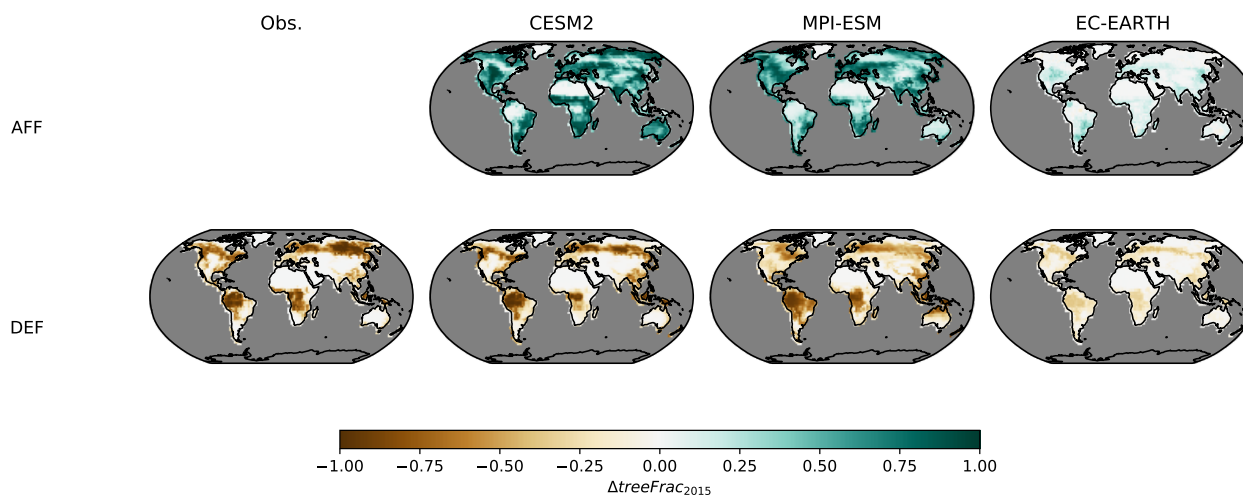 Obs. CESM2 MPI-ESM EC-EARTH
AFF
DEF
−1.00 −0.75 −0.50 −0.25 0.00 0.25 0.50 0.75 1.00
ΔtreeFrac₂₀₁₅